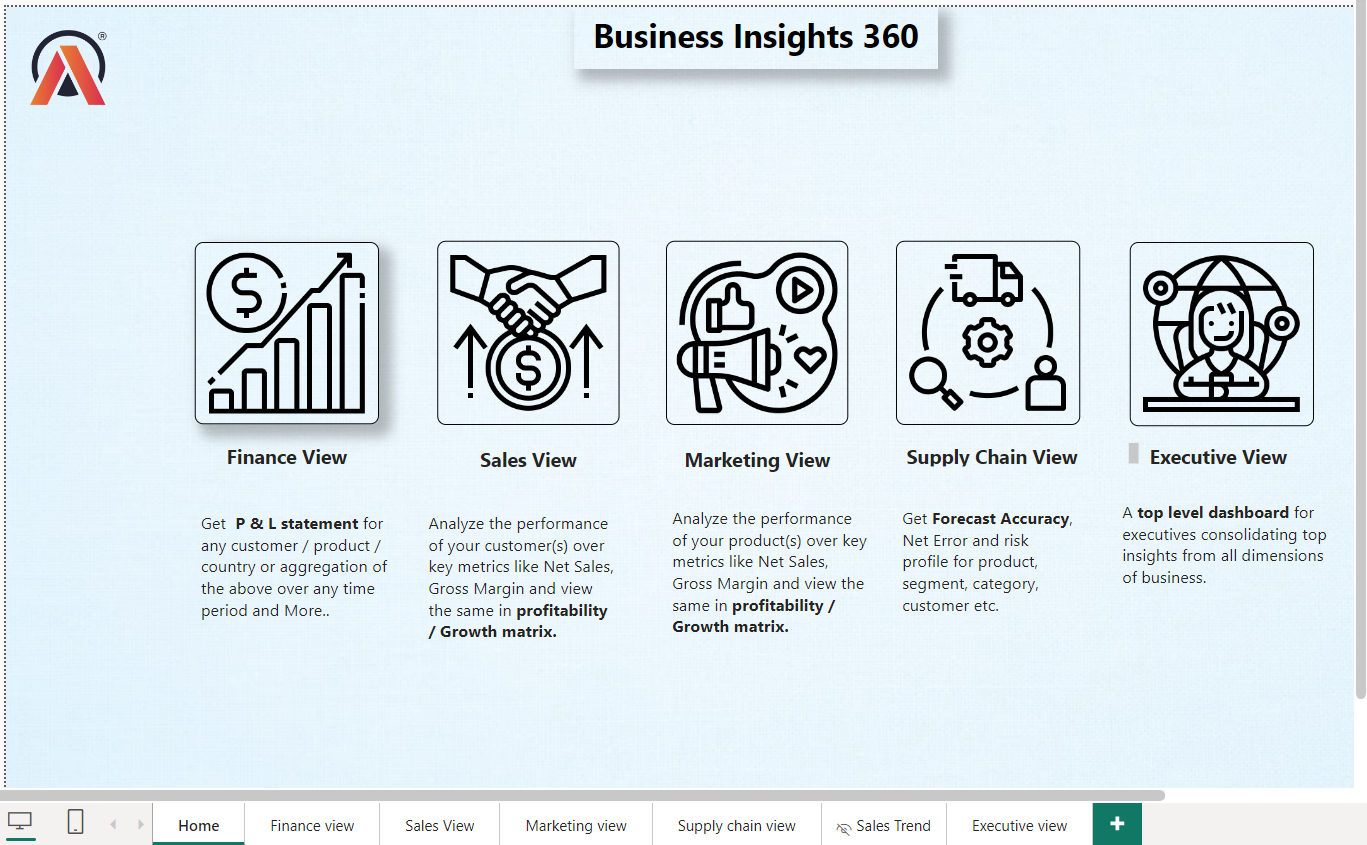 ®
Business Insights 360
Finance View
Get P & L statement for
any customer / product /
country or aggregation of
the above over any time
period and More..
Sales View
Analyze the performance
of your customer(s) over
key metrics like Net Sales,
Gross Margin and view
the same in profitability
/ Growth matrix.
Marketing View
Analyze the performance
of your product(s) over key
metrics like Net Sales,
Gross Margin and view the
same in profitability /
Growth matrix.
Supply Chain View
Get Forecast Accuracy,
Net Error and risk
profile for product,
segment, category,
customer etc.
Executive View
A top level dashboard for
executives consolidating top
insights from all dimensions
of business.
Home
Finance view
Sales View
Marketing view
Supply chain view
Sales Trend
Executive view